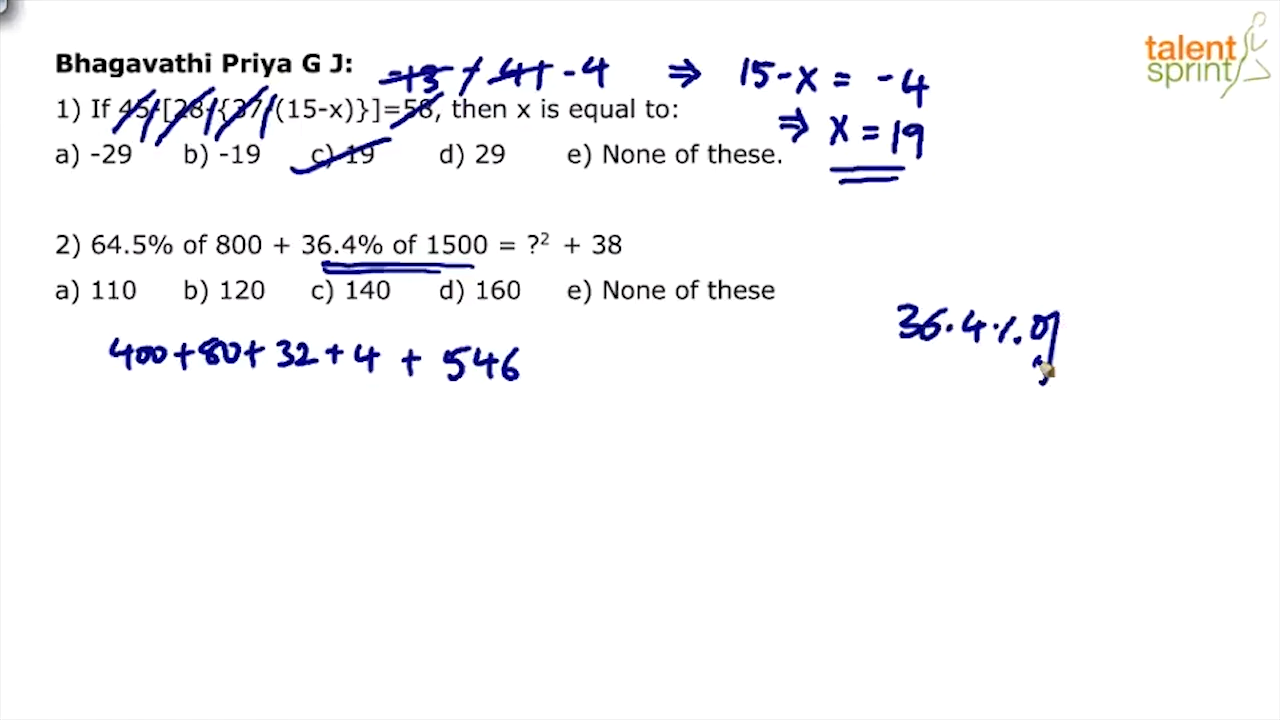 talent
sprint
Bhagavathi Priya G J:
-13 / 41 -4 ⇒ 15-x = -4
1) If 45-[28-{37-(15-x)}]=58, then x is equal to:
⇒ x = 19
a) -29 b) -19 c) 19 d) 29 e) None of these.
2) 64.5% of 800 + 36.4% of 1500 = ?² + 38
a) 110 b) 120 c) 140 d) 160 e) None of these
36.4% of
400+80+32+4 + 546